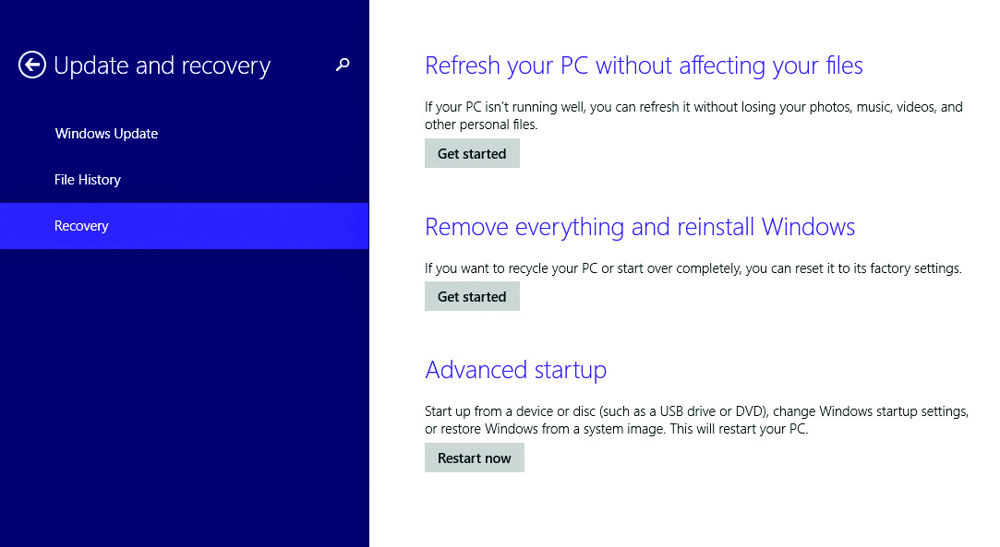 Update and recovery
Windows Update
File History
Recovery
Refresh your PC without affecting your files
If your PC isn't running well, you can refresh it without losing your photos, music, videos, and
other personal files.
Get started
Remove everything and reinstall Windows
If you want to recycle your PC or start over completely, you can reset it to its factory settings.
Get started
Advanced startup
Start up from a device or disc (such as a USB drive or DVD), change Windows startup settings,
or restore Windows from a system image. This will restart your PC.
Restart now